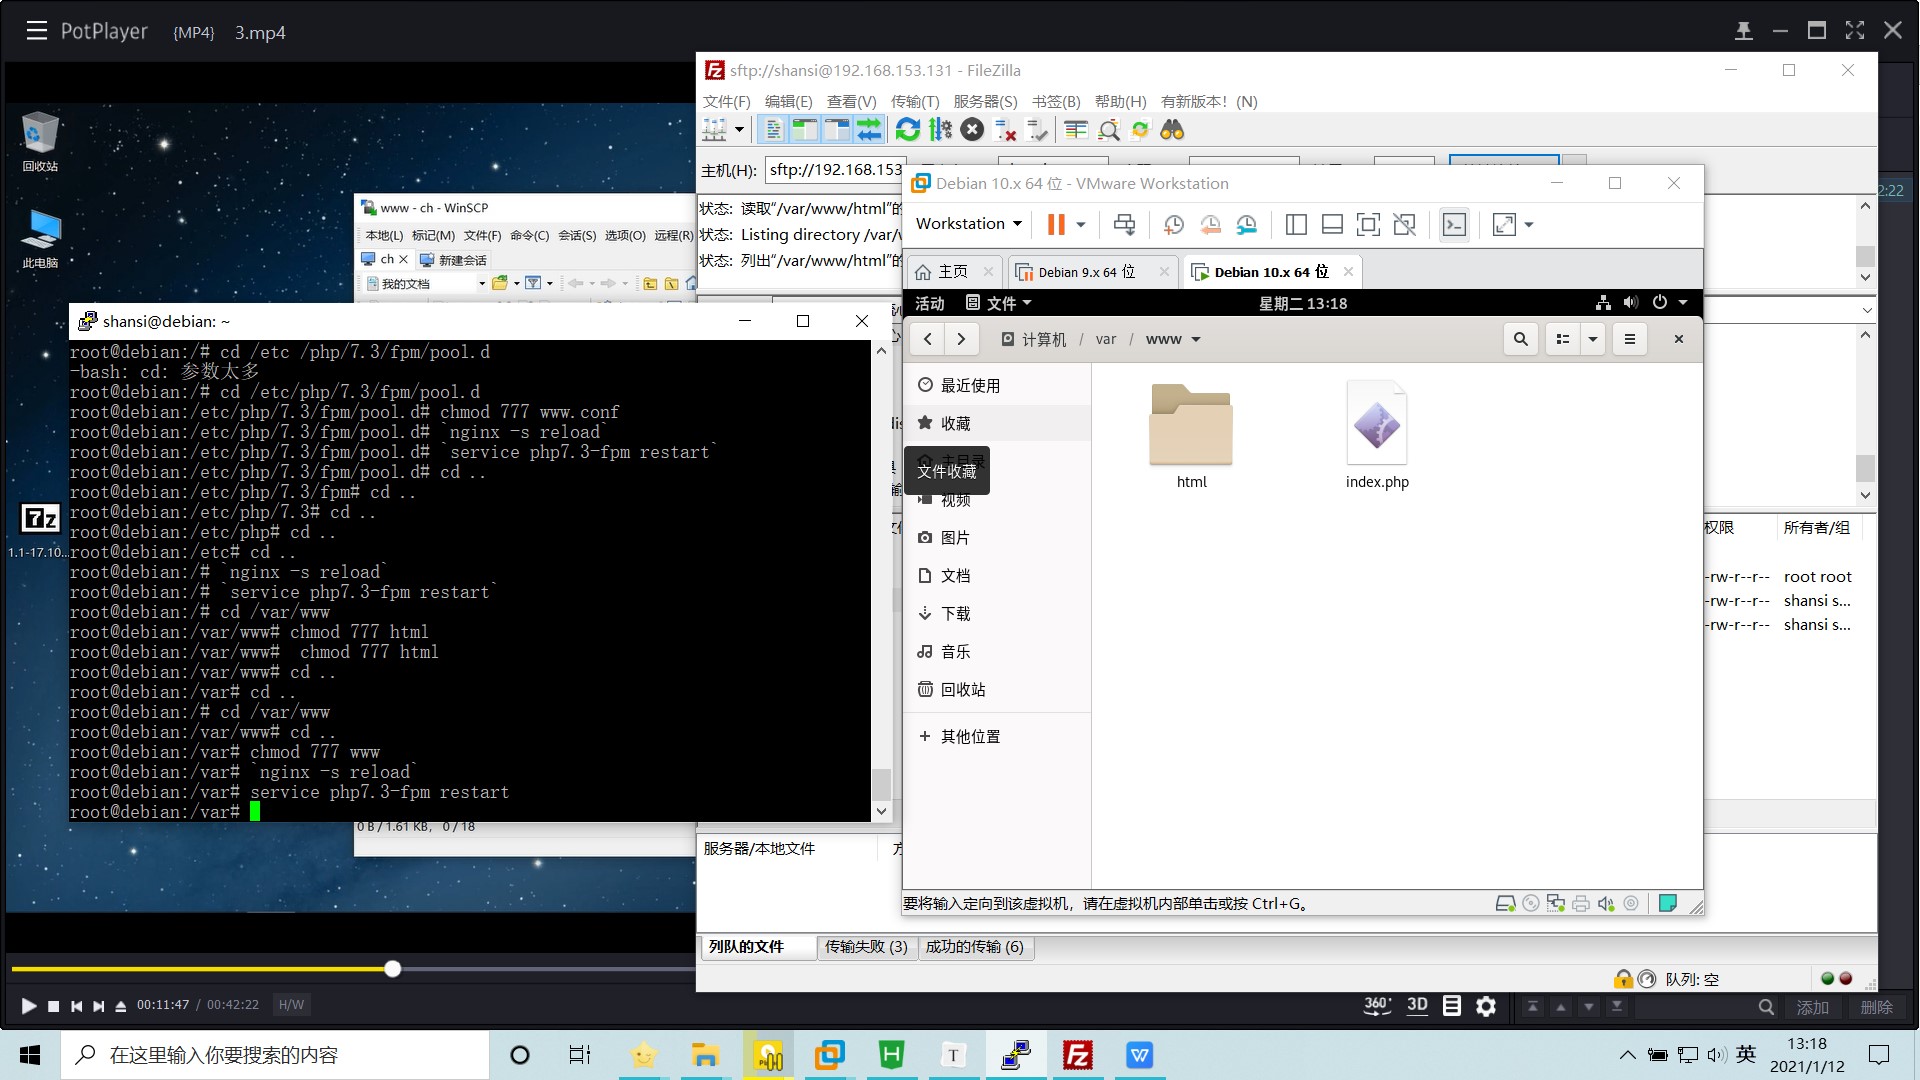 PotPlayer {MP4} 3.mp4
回收站
此电脑
1.1-17.10...
www - ch - WinSCP
本地(L) 标记(M) 文件(F) 命令(C) 会话(S) 选项(O) 远程(R)
ch 新建会话
我的文档
0 B / 1.61 KB, 0 / 18
shansi@debian: ~
root@debian:/# cd /etc /php/7.3/fpm/pool.d
-bash: cd: 参数太多
root@debian:/# cd /etc/php/7.3/fpm/pool.d
root@debian:/etc/php/7.3/fpm/pool.d# chmod 777 www.conf
root@debian:/etc/php/7.3/fpm/pool.d# `nginx -s reload`
root@debian:/etc/php/7.3/fpm/pool.d# `service php7.3-fpm restart`
root@debian:/etc/php/7.3/fpm/pool.d# cd ..
root@debian:/etc/php/7.3/fpm# cd ..
root@debian:/etc/php/7.3# cd ..
root@debian:/etc/php# cd ..
root@debian:/etc# cd ..
root@debian:/# `nginx -s reload`
root@debian:/# `service php7.3-fpm restart`
root@debian:/# cd /var/www
root@debian:/var/www# chmod 777 html
root@debian:/var/www#  chmod 777 html
root@debian:/var/www# cd ..
root@debian:/var# cd ..
root@debian:/# cd /var/www
root@debian:/var/www# cd ..
root@debian:/var# chmod 777 www
root@debian:/var# `nginx -s reload`
root@debian:/var# service php7.3-fpm restart
root@debian:/var#
sftp://shansi@192.168.153.131 - FileZilla
文件(F) 编辑(E) 查看(V) 传输(T) 服务器(S) 书签(B) 帮助(H) 有新版本! (N)
主机(H): sftp://192.168.153
状态: 读取"/var/www/html"的
状态: Listing directory /var/
状态: 列出"/var/www/html"的
2:22
权限 所有者/组
-rw-r--r-- root root
-rw-r--r-- shansi s...
-rw-r--r-- shansi s...
服务器/本地文件
列队的文件 传输失败 (3) 成功的传输 (6)
队列: 空
Debian 10.x 64 位 - VMware Workstation
Workstation
主页 Debian 9.x 64 位 Debian 10.x 64 位
活动 文件 星期二 13:18
计算机 / var / www
最近使用
收藏
主目录
文件收藏
视频
图片
文档
下载
音乐
回收站
其他位置
html
index.php
要将输入定向到该虚拟机，请在虚拟机内部单击或按 Ctrl+G。
00:11:47 / 00:42:22 H/W
360° 3D
添加 删除
在这里输入你要搜索的内容
英
13:18
2021/1/12